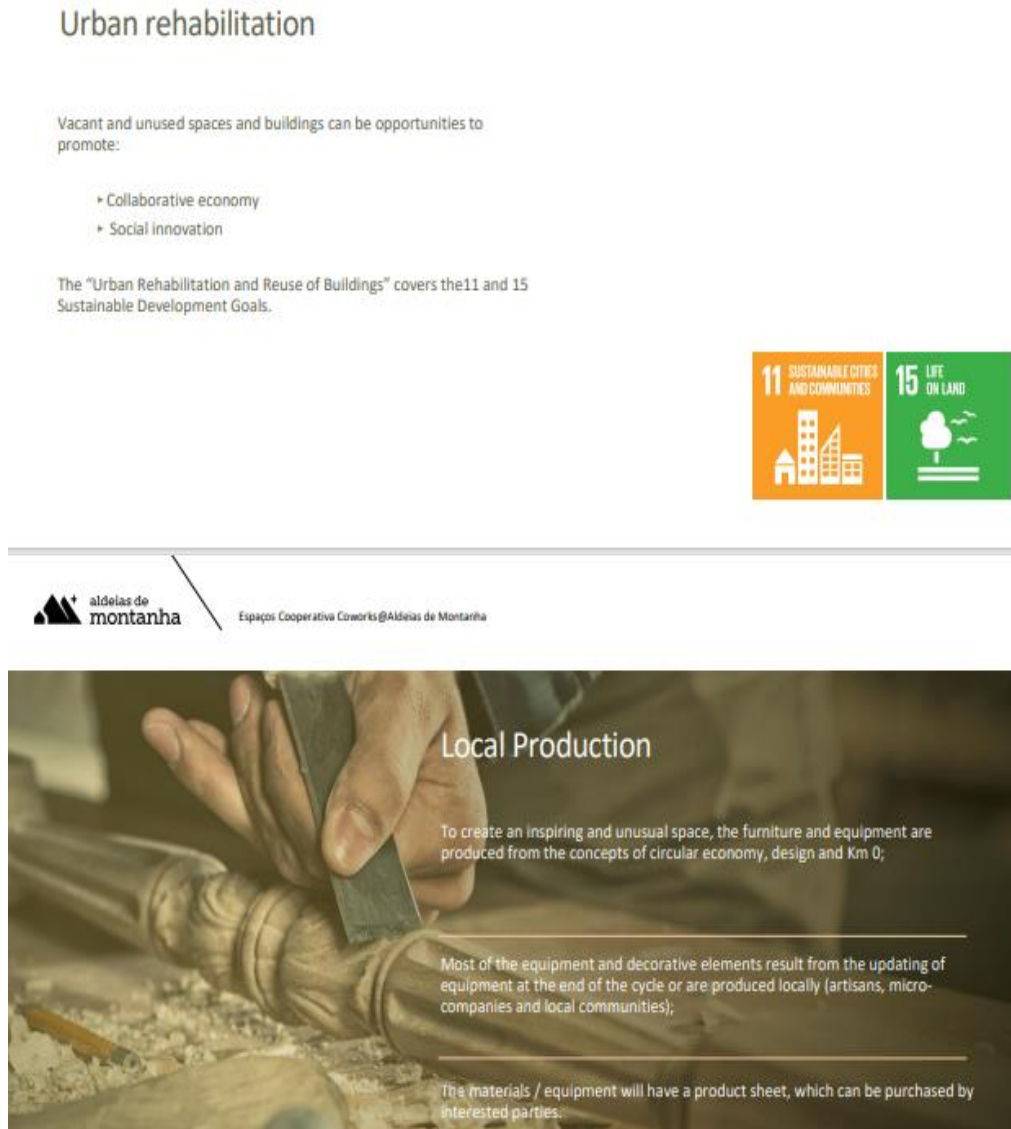 Urban rehabilitation
Vacant and unused spaces and buildings can be opportunities to
promote:
‣ Collaborative economy
‣ Social innovation
The “Urban Rehabilitation and Reuse of Buildings” covers the11 and 15
Sustainable Development Goals.
11 SUSTAINABLE CITIES
AND COMMUNITIES
15 LIFE
ON LAND
aldeias de
montanha
Espaços Cooperativa Coworks@Aldeias de Montanha
Local Production
To create an inspiring and unusual space, the furniture and equipment are
produced from the concepts of circular economy, design and Km 0;
Most of the equipment and decorative elements result from the updating of
equipment at the end of the cycle or are produced locally (artisans, micro-
companies and local communities);
The materials / equipment will have a product sheet, which can be purchased by
interested parties.